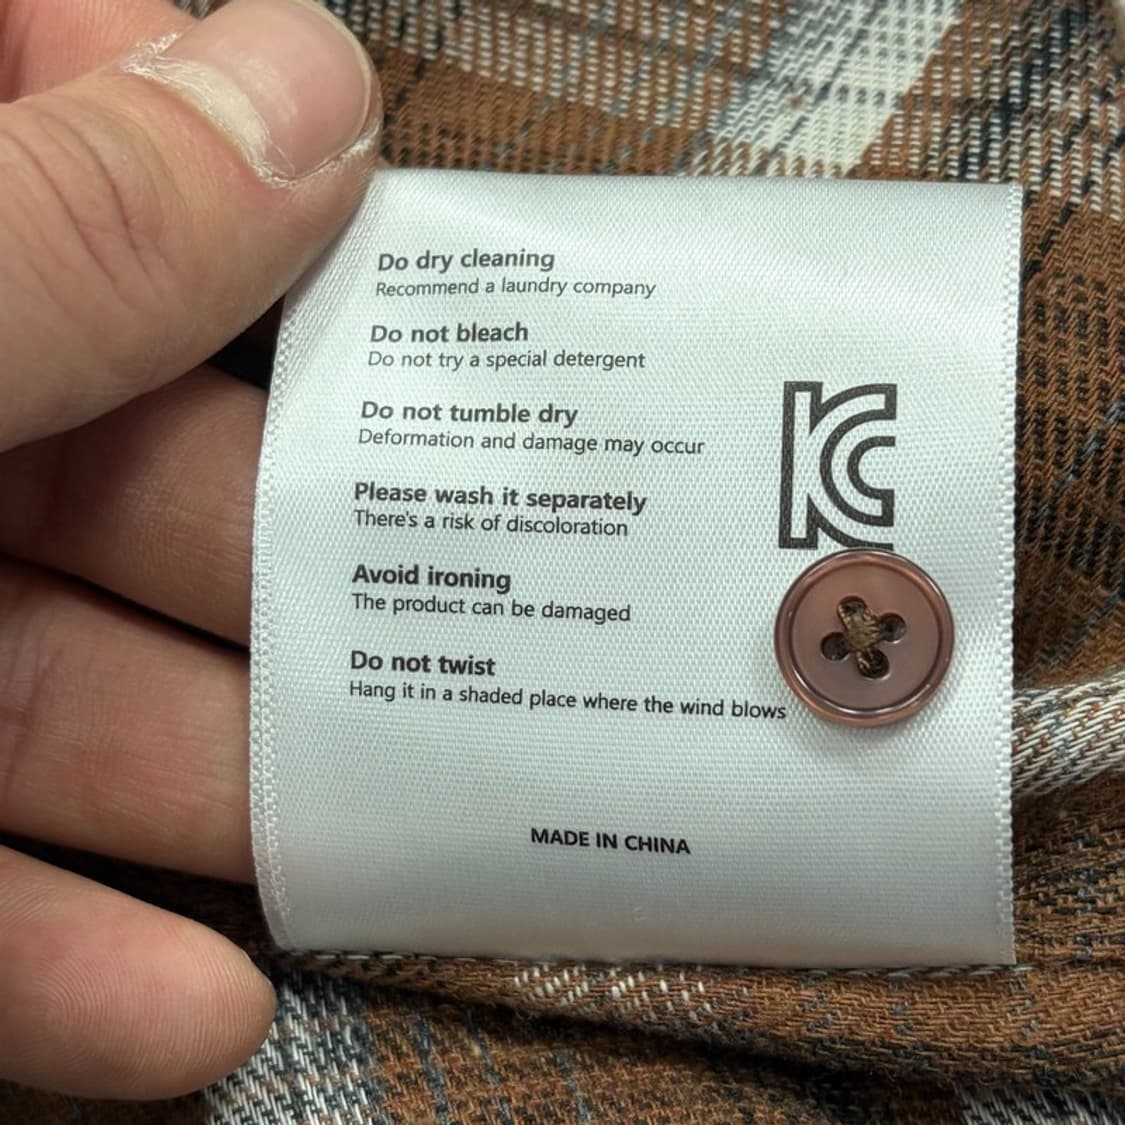 Do dry cleaning
Recommend a laundry company
Do not bleach
Do not try a special detergent
Do not tumble dry
Deformation and damage may occur
Please wash it separately
There's a risk of discoloration
Avoid ironing
The product can be damaged
Do not twist
Hang it in a shaded place where the wind blows
KC
MADE IN CHINA